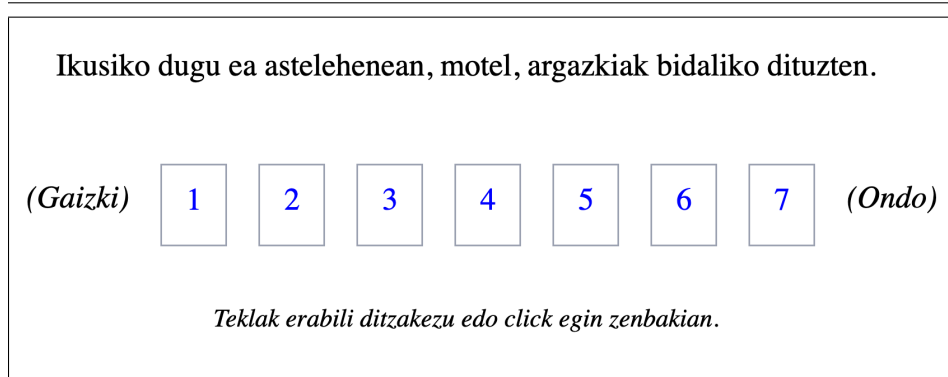 Ikusiko dugu ea astelehenean, motel, argazkiak bidaliko dituzten.
(Gaizki) 1 2 3 4 5 6 7 (Ondo)
Teklak erabili ditzakezu edo click egin zenbakian.